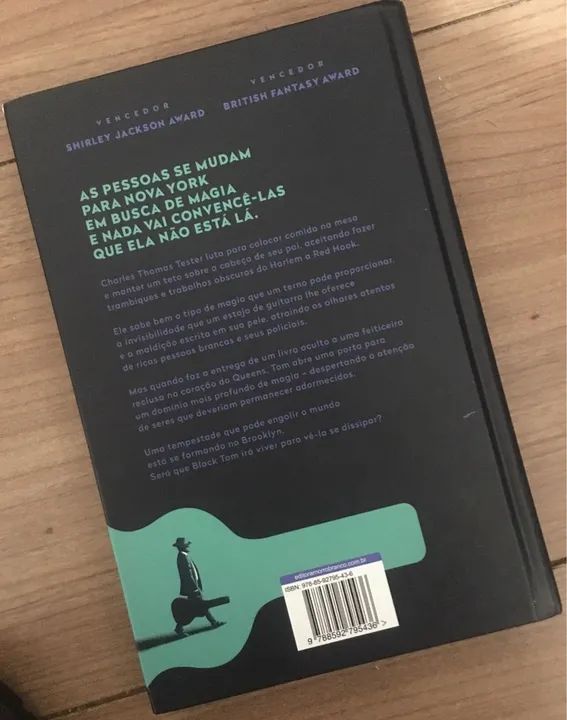 VENCEDOR
SHIRLEY JACKSON AWARD
VENCEDOR
BRITISH FANTASY AWARD
AS PESSOAS SE MUDAM
PARA NOVA YORK
EM BUSCA DE MAGIA
E NADA VAI CONVENCÊ-LAS
QUE ELA NÃO ESTÁ LÁ.
Charles Thomas Tester luta para colocar comida na mesa
e manter um teto sobre a cabeça de seu pai, aceitando fazer
trambiques e trabalhos obscuros do Harlem a Red Hook.
Ele sabe bem o tipo de magia que um terno pode proporcionar,
a invisibilidade que um estojo de guitarra lhe oferece
e a maldição escrita em sua pele, atraindo os olhares atentos
de ricas pessoas brancas e seus policiais.
Mas quando faz a entrega de um livro oculto a uma feiticeira
reclusa no coração do Queens, Tom abre uma porta para
um domínio mais profundo de magia – despertando a atenção
de seres que deveriam permanecer adormecidos.
Uma tempestade que pode engolir o mundo
está se formando no Brooklyn.
Será que Black Tom irá viver para vê-la se dissipar?
editoramorrobranco.com.br
ISBN: 978-85-92795-43-6
9 788592 795436 >